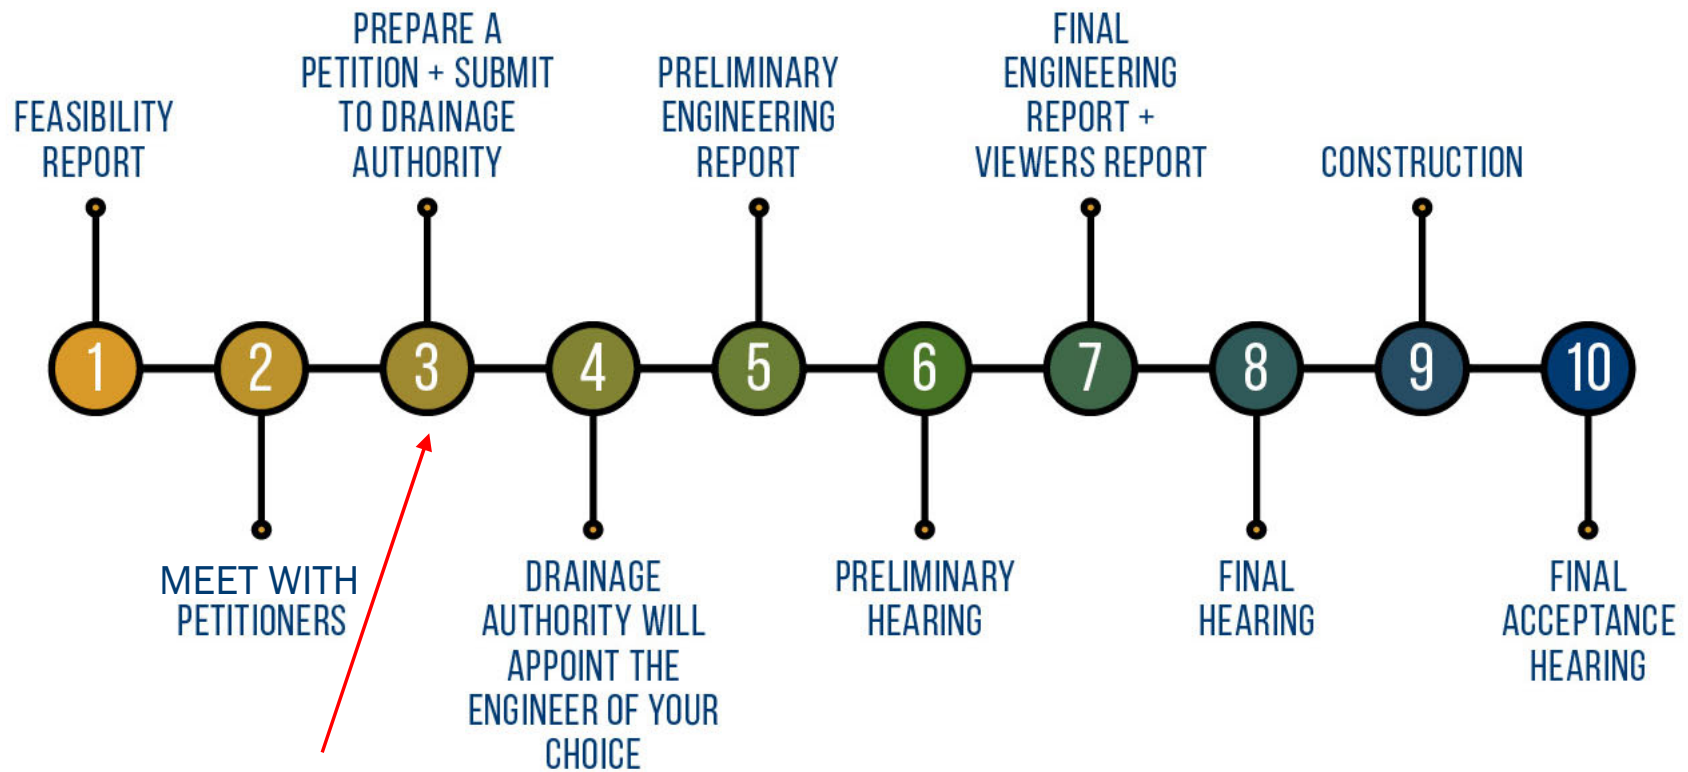 FEASIBILITY
REPORT
PREPARE A
PETITION + SUBMIT
TO DRAINAGE
AUTHORITY
PRELIMINARY
ENGINEERING
REPORT
FINAL
ENGINEERING
REPORT +
VIEWERS REPORT
CONSTRUCTION
1
2
3
4
5
6
7
8
9
10
MEET WITH
PETITIONERS
DRAINAGE
AUTHORITY WILL
APPOINT THE
ENGINEER OF YOUR
CHOICE
PRELIMINARY
HEARING
FINAL
HEARING
FINAL
ACCEPTANCE
HEARING